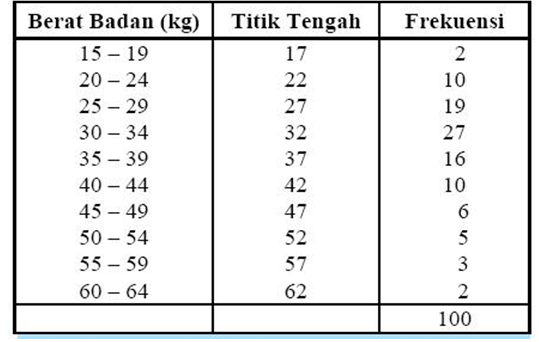 Berat Badan (kg) Titik Tengah Frekuensi
15 – 19 17 2
20 – 24 22 10
25 – 29 27 19
30 – 34 32 27
35 – 39 37 16
40 – 44 42 10
45 – 49 47 6
50 – 54 52 5
55 – 59 57 3
60 – 64 62 2
100